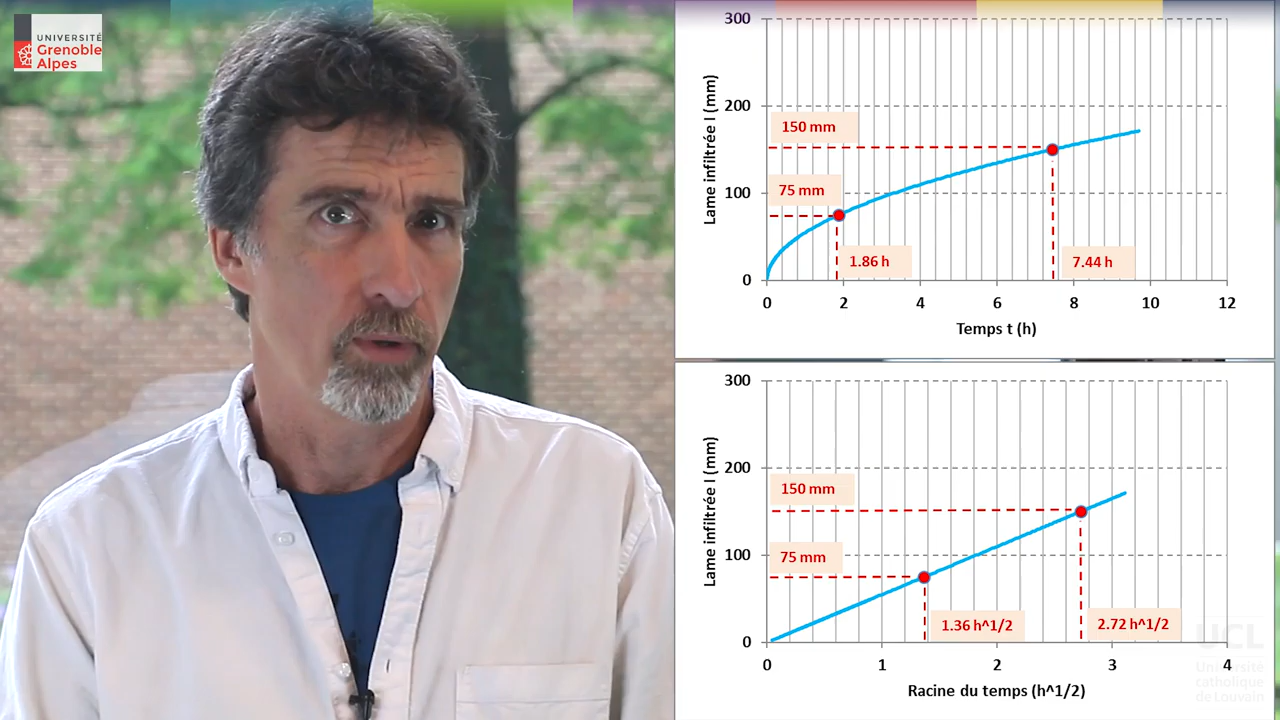 UNIVERSITÉ
Grenoble
Alpes
300
200
100
0
Lame infiltrée I (mm)
150 mm
75 mm
1.86 h
7.44 h
0 2 4 6 8 10 12
Temps t (h)
300
200
100
0
Lame infiltrée I (mm)
150 mm
75 mm
1.36 h^1/2
2.72 h^1/2
0 1 2 3 4
Racine du temps (h^1/2)
UCL
Université
catholique
de Louvain